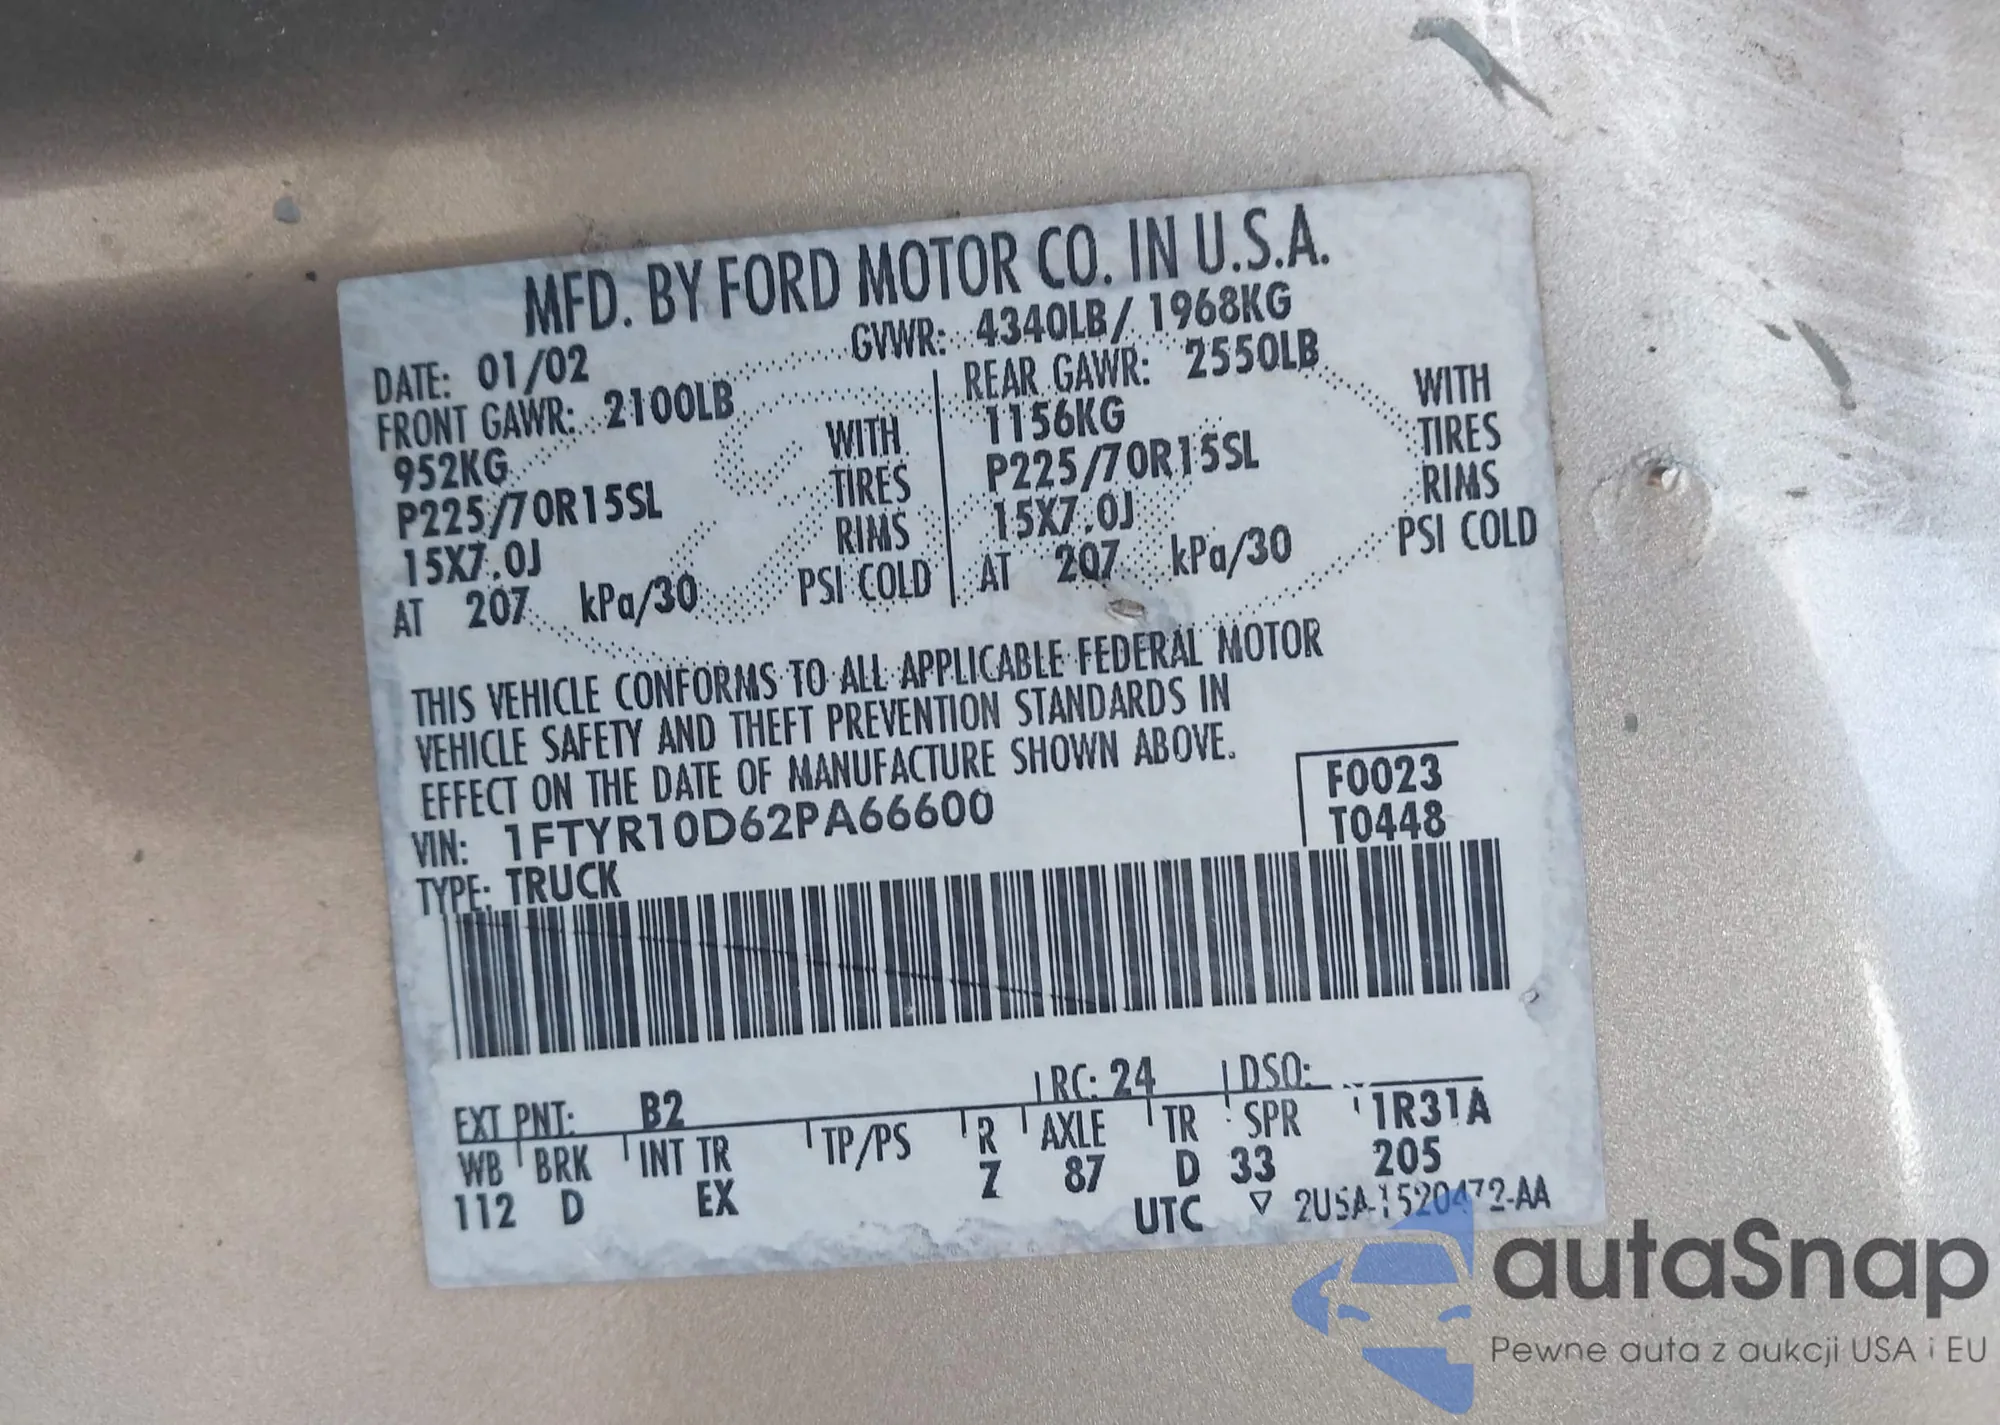 MFD. BY FORD MOTOR CO. IN U.S.A.
DATE: 01/02 GVWR: 4340LB/ 1968KG
FRONT GAWR: 2100LB REAR GAWR: 2550LB
952KG WITH 1156KG WITH
P225/70R15SL TIRES P225/70R15SL TIRES
15X7.0J RIMS 15X7.0J RIMS
AT 207 kPa/30 PSI COLD AT 207 kPa/30 PSI COLD
THIS VEHICLE CONFORMS TO ALL APPLICABLE FEDERAL MOTOR
VEHICLE SAFETY AND THEFT PREVENTION STANDARDS IN
EFFECT ON THE DATE OF MANUFACTURE SHOWN ABOVE.
VIN: 1FTYR10D62PA66600 F0023
TYPE: TRUCK T0448
EXT PNT: B2 RC: 24 DSO:
WB BRK INT TR TP/PS R AXLE TR SPR 1R31A
112 D EX Z 87 D 33 205
UTC ▽ 2U5A-1520472-AA
autaSnap
Pewne auta z aukcji USA i EU